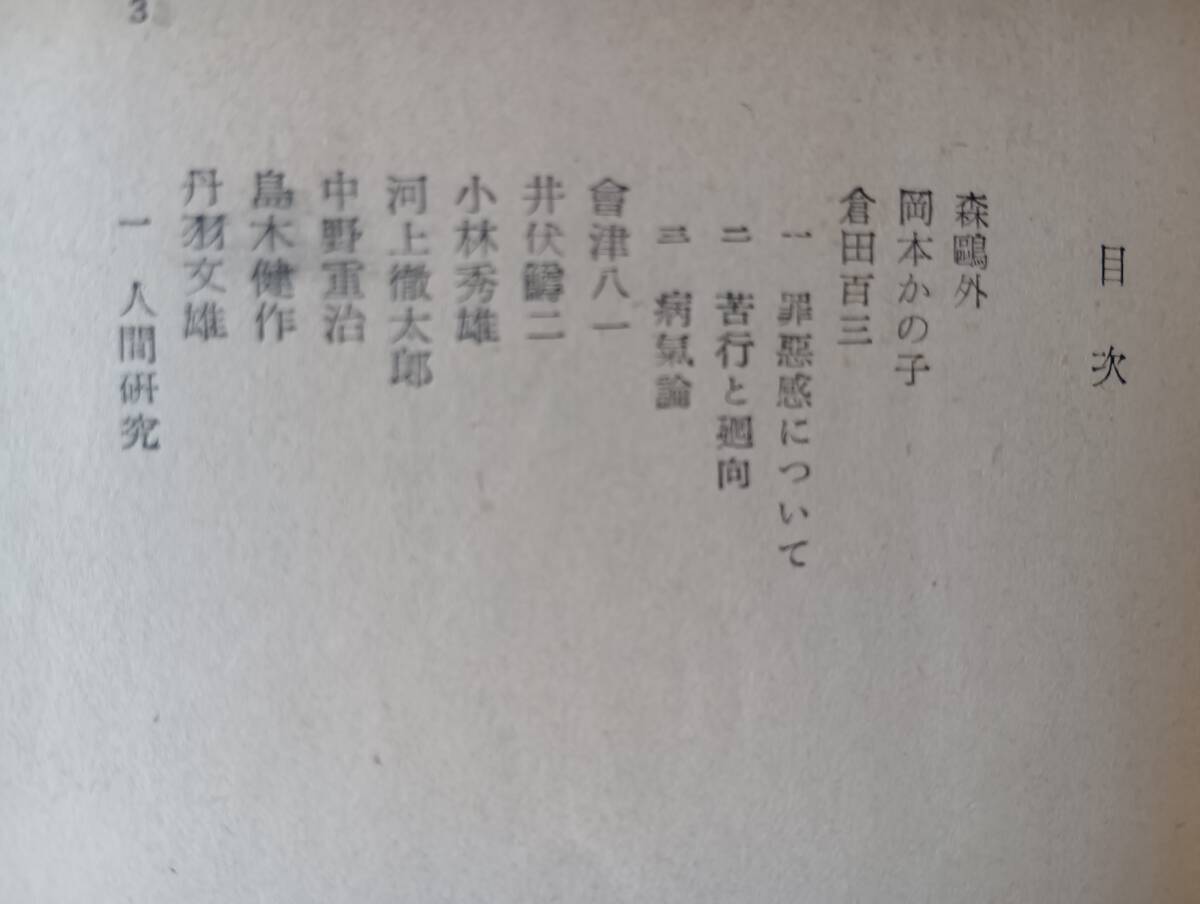 目次
森鷗外
岡本かの子
倉田百三
一 罪惡感について
二 苦行と廻向
三 病氣論
會津八一
井伏鱒二
小林秀雄
河上徹太郎
中野重治
島木健作
丹羽文雄
一 人間研究
3